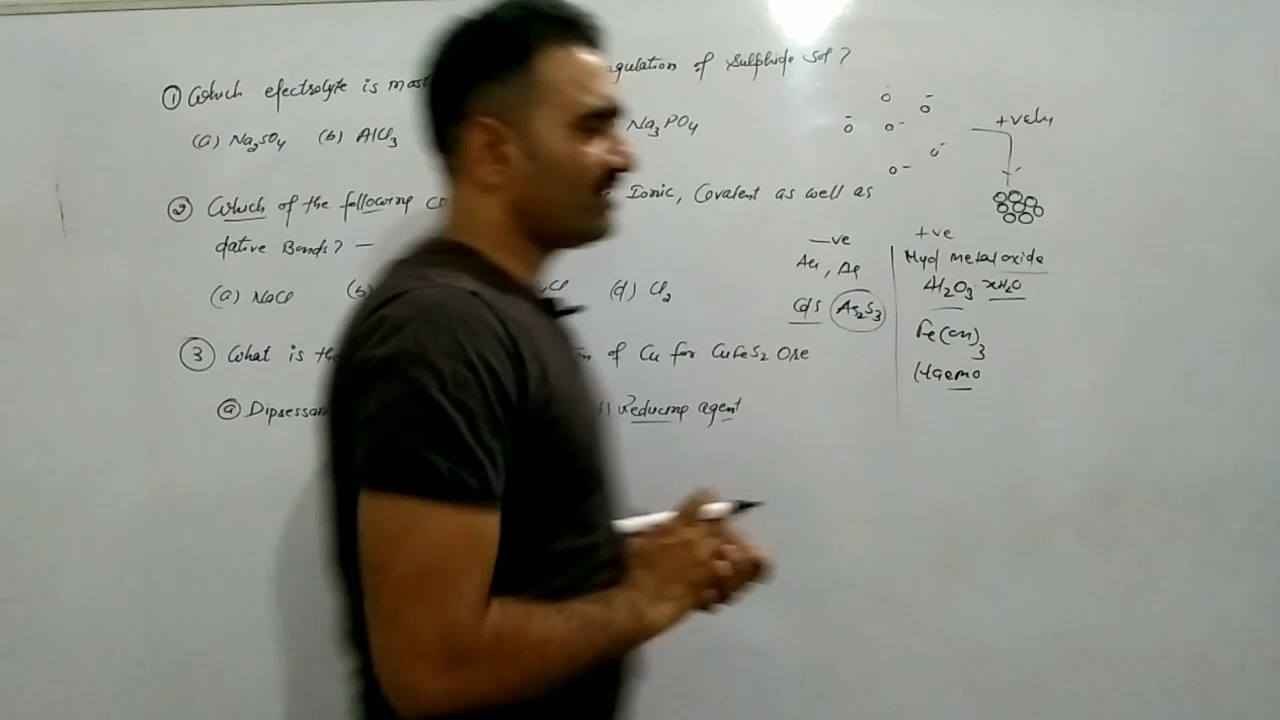 ① Which electrolyte is most agulation of Sulphide Sol?
(a) Na2SO4 (b) AlCl3 Na3PO4
② Which of the following co Ionic, Covalent as well as
dative Bonds? —
(a) NaCl (b) Cl (d) Cl2
③ What is the of Cu for CuFeS2 Ore
ⓐ Dipressan Reducing agent
+vely
—ve
Au, Ag
CdS As2S3
+ve
Hyd metal oxide
Al2O3 xH2O
Fe(OH)3
Haemo